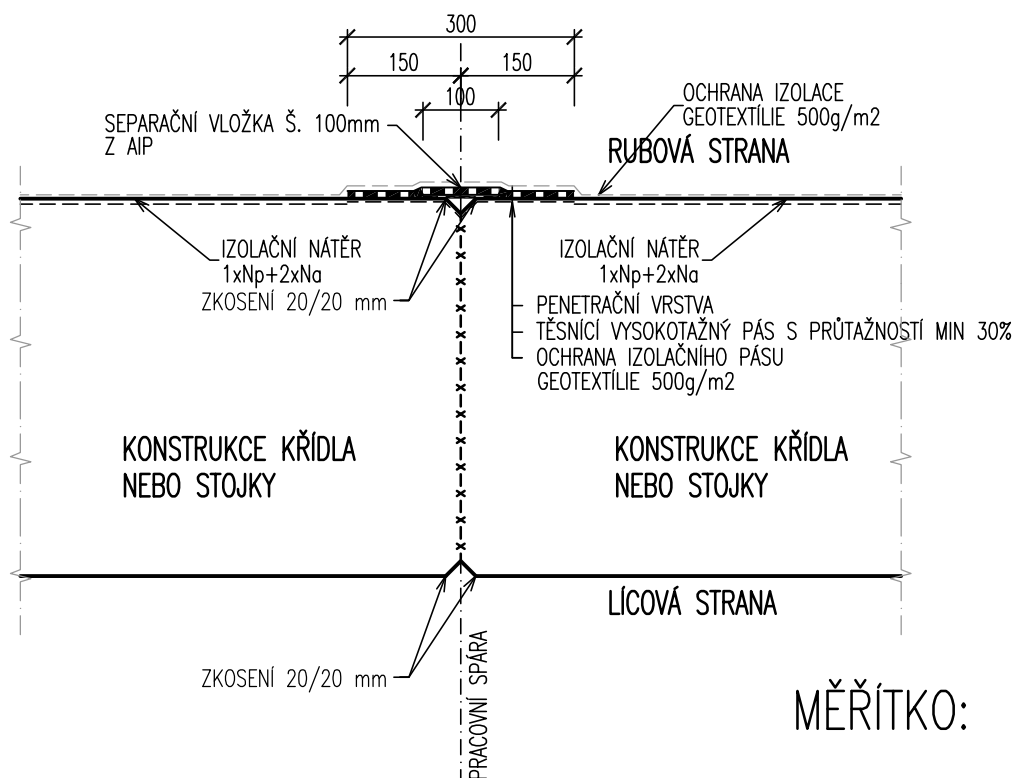 300
150
150
100
SEPARAČNÍ VLOŽKA Š. 100mm
Z AIP
OCHRANA IZOLACE
GEOTEXTÍLIE 500g/m2
RUBOVÁ STRANA
IZOLAČNÍ NÁTĚR
1xNp+2xNa
ZKOSENÍ 20/20 mm
IZOLAČNÍ NÁTĚR
1xNp+2xNa
PENETRAČNÍ VRSTVA
TĚSNÍCÍ VYSOKOTAŽNÝ PÁS S PRŮTAŽNOSTÍ MIN 30%
OCHRANA IZOLAČNÍHO PÁSU
GEOTEXTÍLIE 500g/m2
KONSTRUKCE KŘÍDLA
NEBO STOJKY
KONSTRUKCE KŘÍDLA
NEBO STOJKY
LÍCOVÁ STRANA
ZKOSENÍ 20/20 mm
PRACOVNÍ SPÁRA
MĚŘÍTKO: